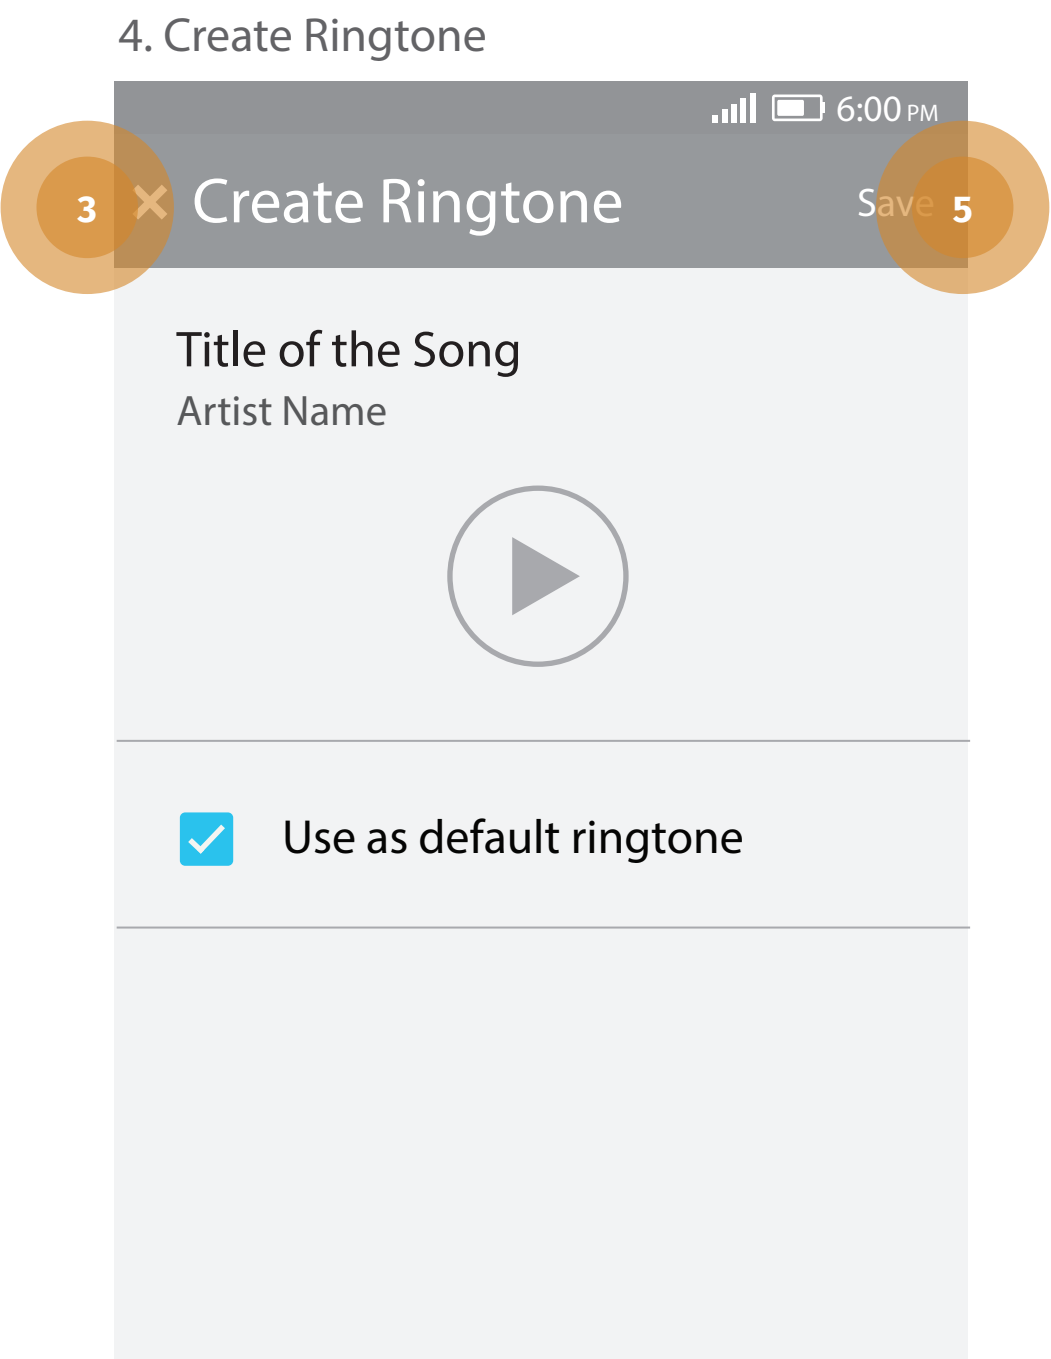 4. Create Ringtone
6:00 PM
3 Create Ringtone Save 5
Title of the Song
Artist Name
Use as default ringtone